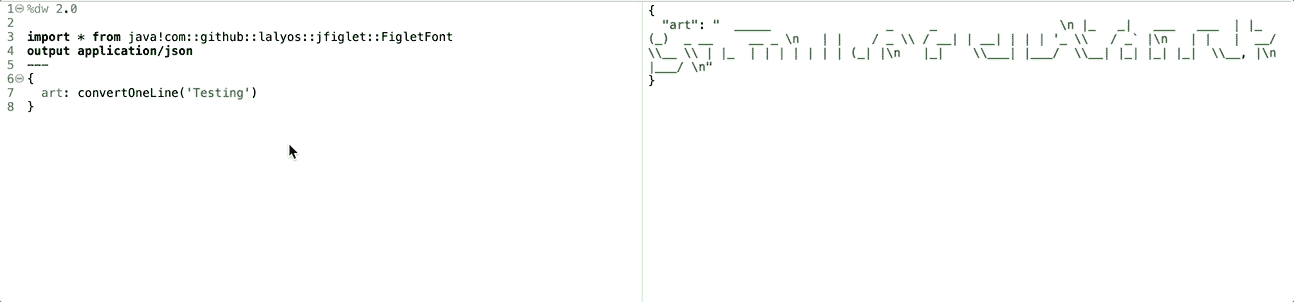 1 %dw 2.0
2
3 import * from java!com::github::lalyos::jfiglet::FigletFont
4 output application/json
5 ---
6 {
7   art: convertOneLine('Testing')
8 }
{
  "art": "  _____                _     _                   \n |_   _|   ___   ___  | |_
(_)  _ __     __ _ \n   | |    / _ \\ / __| | __| | | | '_ \\   / _` |\n   | |   |  __/
\\__ \\ | |_  | | | | | | | (_| |\n   |_|    \\___| |___/  \\__| |_| |_| |_|  \\__, |\n
|___/ \n"
}